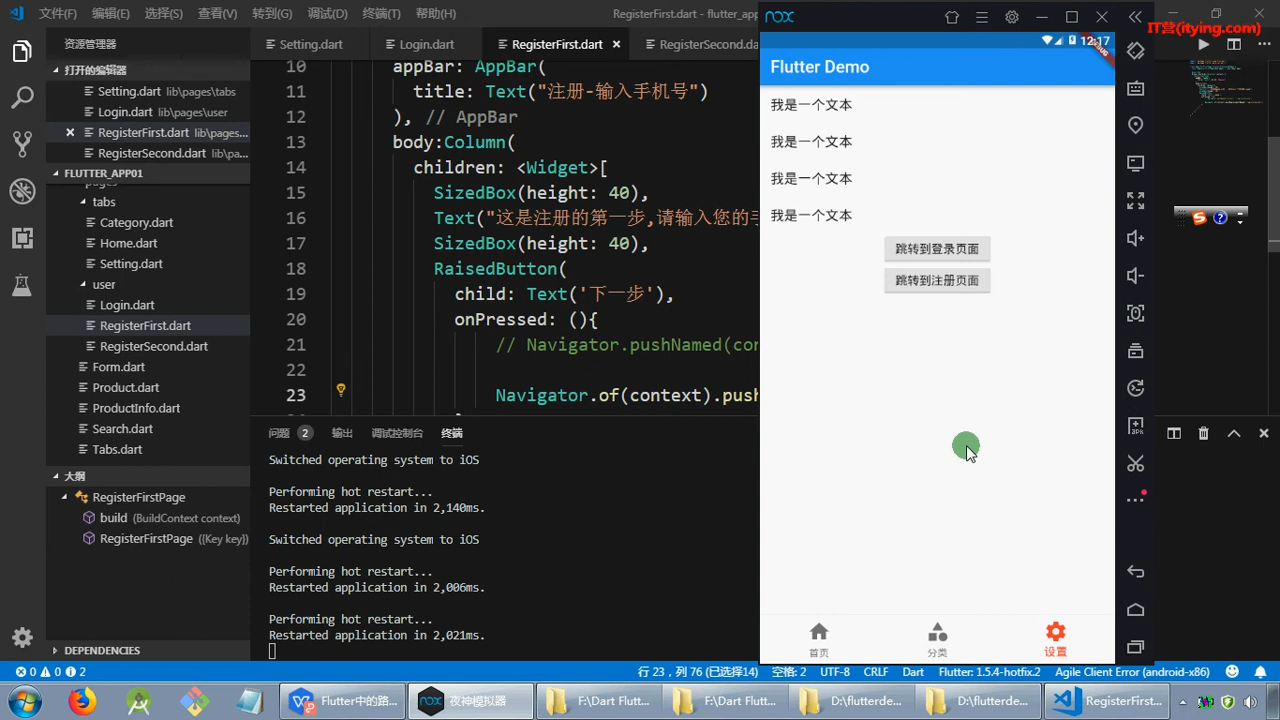 文件(F) 编辑(E) 选择(S) 查看(V) 转到(G) 调试(D) 终端(T) 帮助(H)
RegisterFirst.dart - flutter_ap
资源管理器
打开的编辑器
Setting.dart lib\pages\tabs
Login.dart lib\pages\user
RegisterFirst.dart lib\pages...
RegisterSecond.dart lib\pa...
FLUTTER_APP01
pages
tabs
Category.dart
Home.dart
Setting.dart
user
Login.dart
RegisterFirst.dart
RegisterSecond.dart
Form.dart
Product.dart
ProductInfo.dart
Search.dart
Tabs.dart
大纲
RegisterFirstPage
build (BuildContext context)
RegisterFirstPage ({Key key})
DEPENDENCIES
Setting.dart Login.dart RegisterFirst.dart RegisterSecond.da
10 appBar: AppBar(
11 title: Text("注册-输入手机号")
12 ), // AppBar
13 body:Column(
14 children: <Widget>[
15 SizedBox(height: 40),
16 Text("这是注册的第一步,请输入您的手
17 SizedBox(height: 40),
18 RaisedButton(
19 child: Text('下一步'),
20 onPressed: (){
21 // Navigator.pushNamed(con
22
23 Navigator.of(context).push
问题 2 输出 调试控制台 终端
Switched operating system to iOS
Performing hot restart...
Restarted application in 2,140ms.
Switched operating system to iOS
Performing hot restart...
Restarted application in 2,006ms.
Performing hot restart...
Restarted application in 2,021ms.
nox
12:17
Flutter Demo
我是一个文本
我是一个文本
我是一个文本
我是一个文本
跳转到登录页面
跳转到注册页面
首页 分类 设置
IT营(itying.com)
0 0 2
行 23，列 76 (已选择14) 空格: 2 UTF-8 CRLF Dart Flutter: 1.5.4-hotfix.2 Agile Client Error (android-x86)
Flutter中的路... 夜神模拟器 F:\Dart Flutt... F:\Dart Flutt... D:\flutterde... D:\flutterde... RegisterFirst...